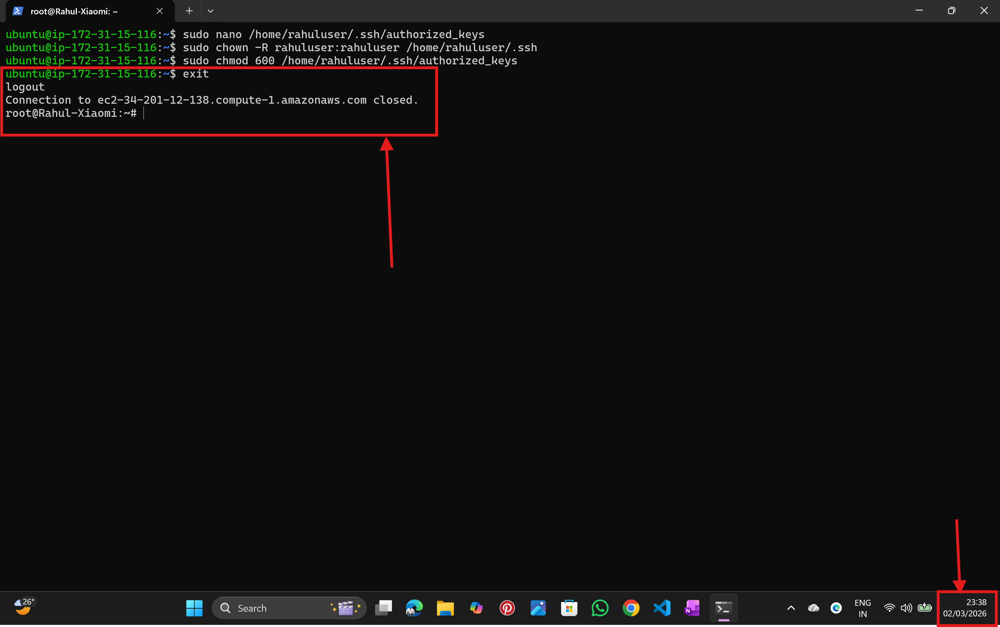 root@Rahul-Xiaomi: ~
ubuntu@ip-172-31-15-116:~$ sudo nano /home/rahuluser/.ssh/authorized_keys
ubuntu@ip-172-31-15-116:~$ sudo chown -R rahuluser:rahuluser /home/rahuluser/.ssh
ubuntu@ip-172-31-15-116:~$ sudo chmod 600 /home/rahuluser/.ssh/authorized_keys
ubuntu@ip-172-31-15-116:~$ exit
logout
Connection to ec2-34-201-12-138.compute-1.amazonaws.com closed.
root@Rahul-Xiaomi:~#
26°
Search
ENG
IN
23:38
02/03/2026